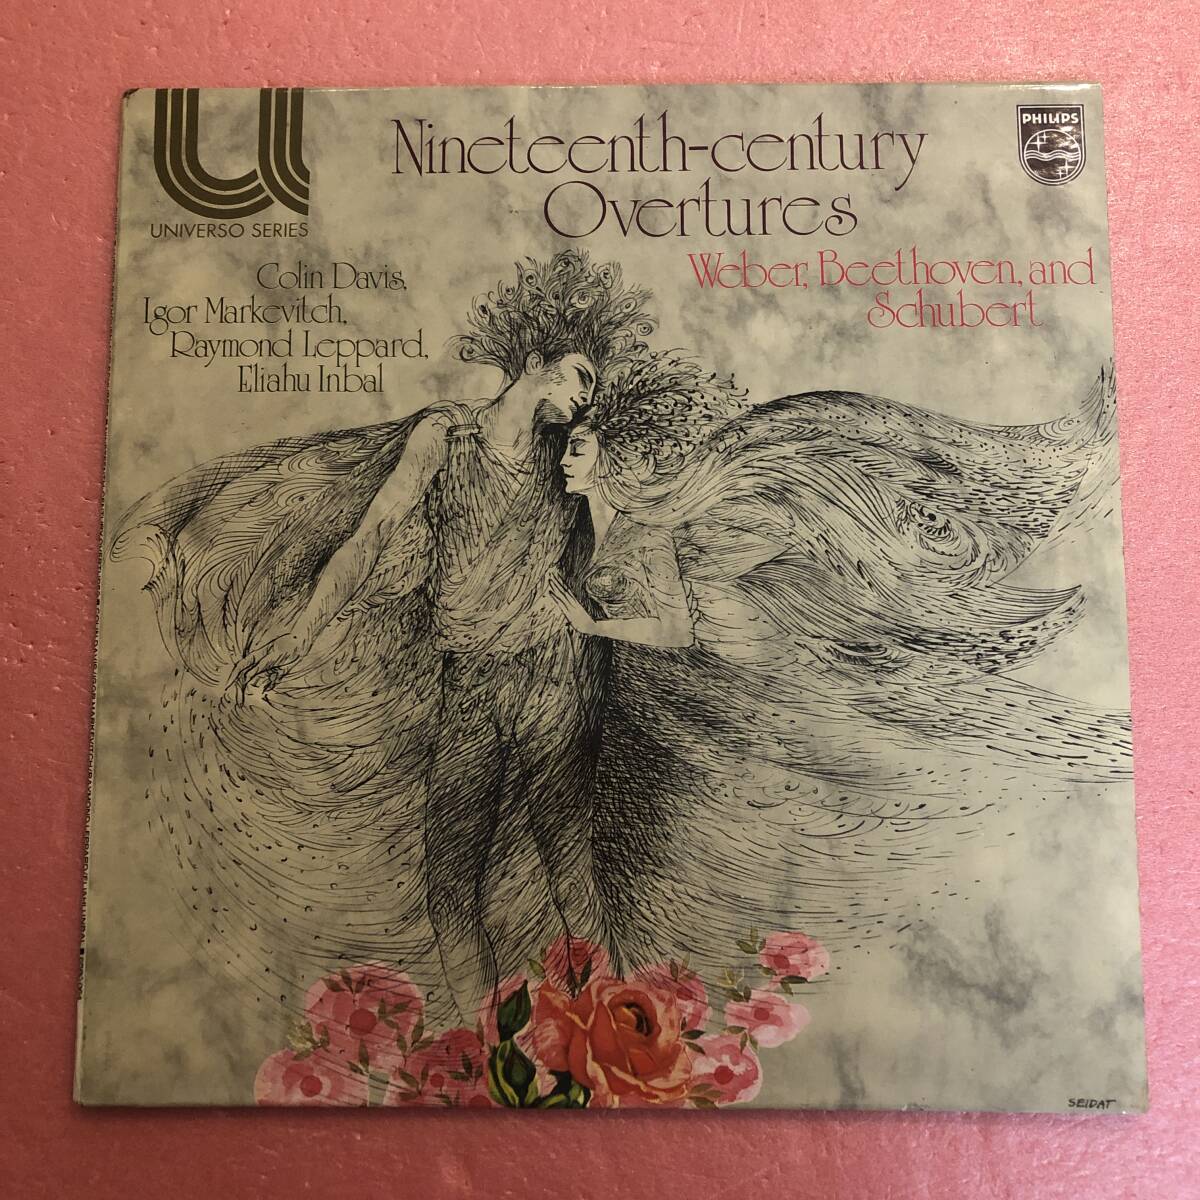 Nineteenth-century
Overtures
PHILIPS
UNIVERSO SERIES
Weber, Beethoven, and
Schubert
Colin Davis,
Igor Markevitch,
Raymond Leppard,
Eliahu Inbal
SEIDAT